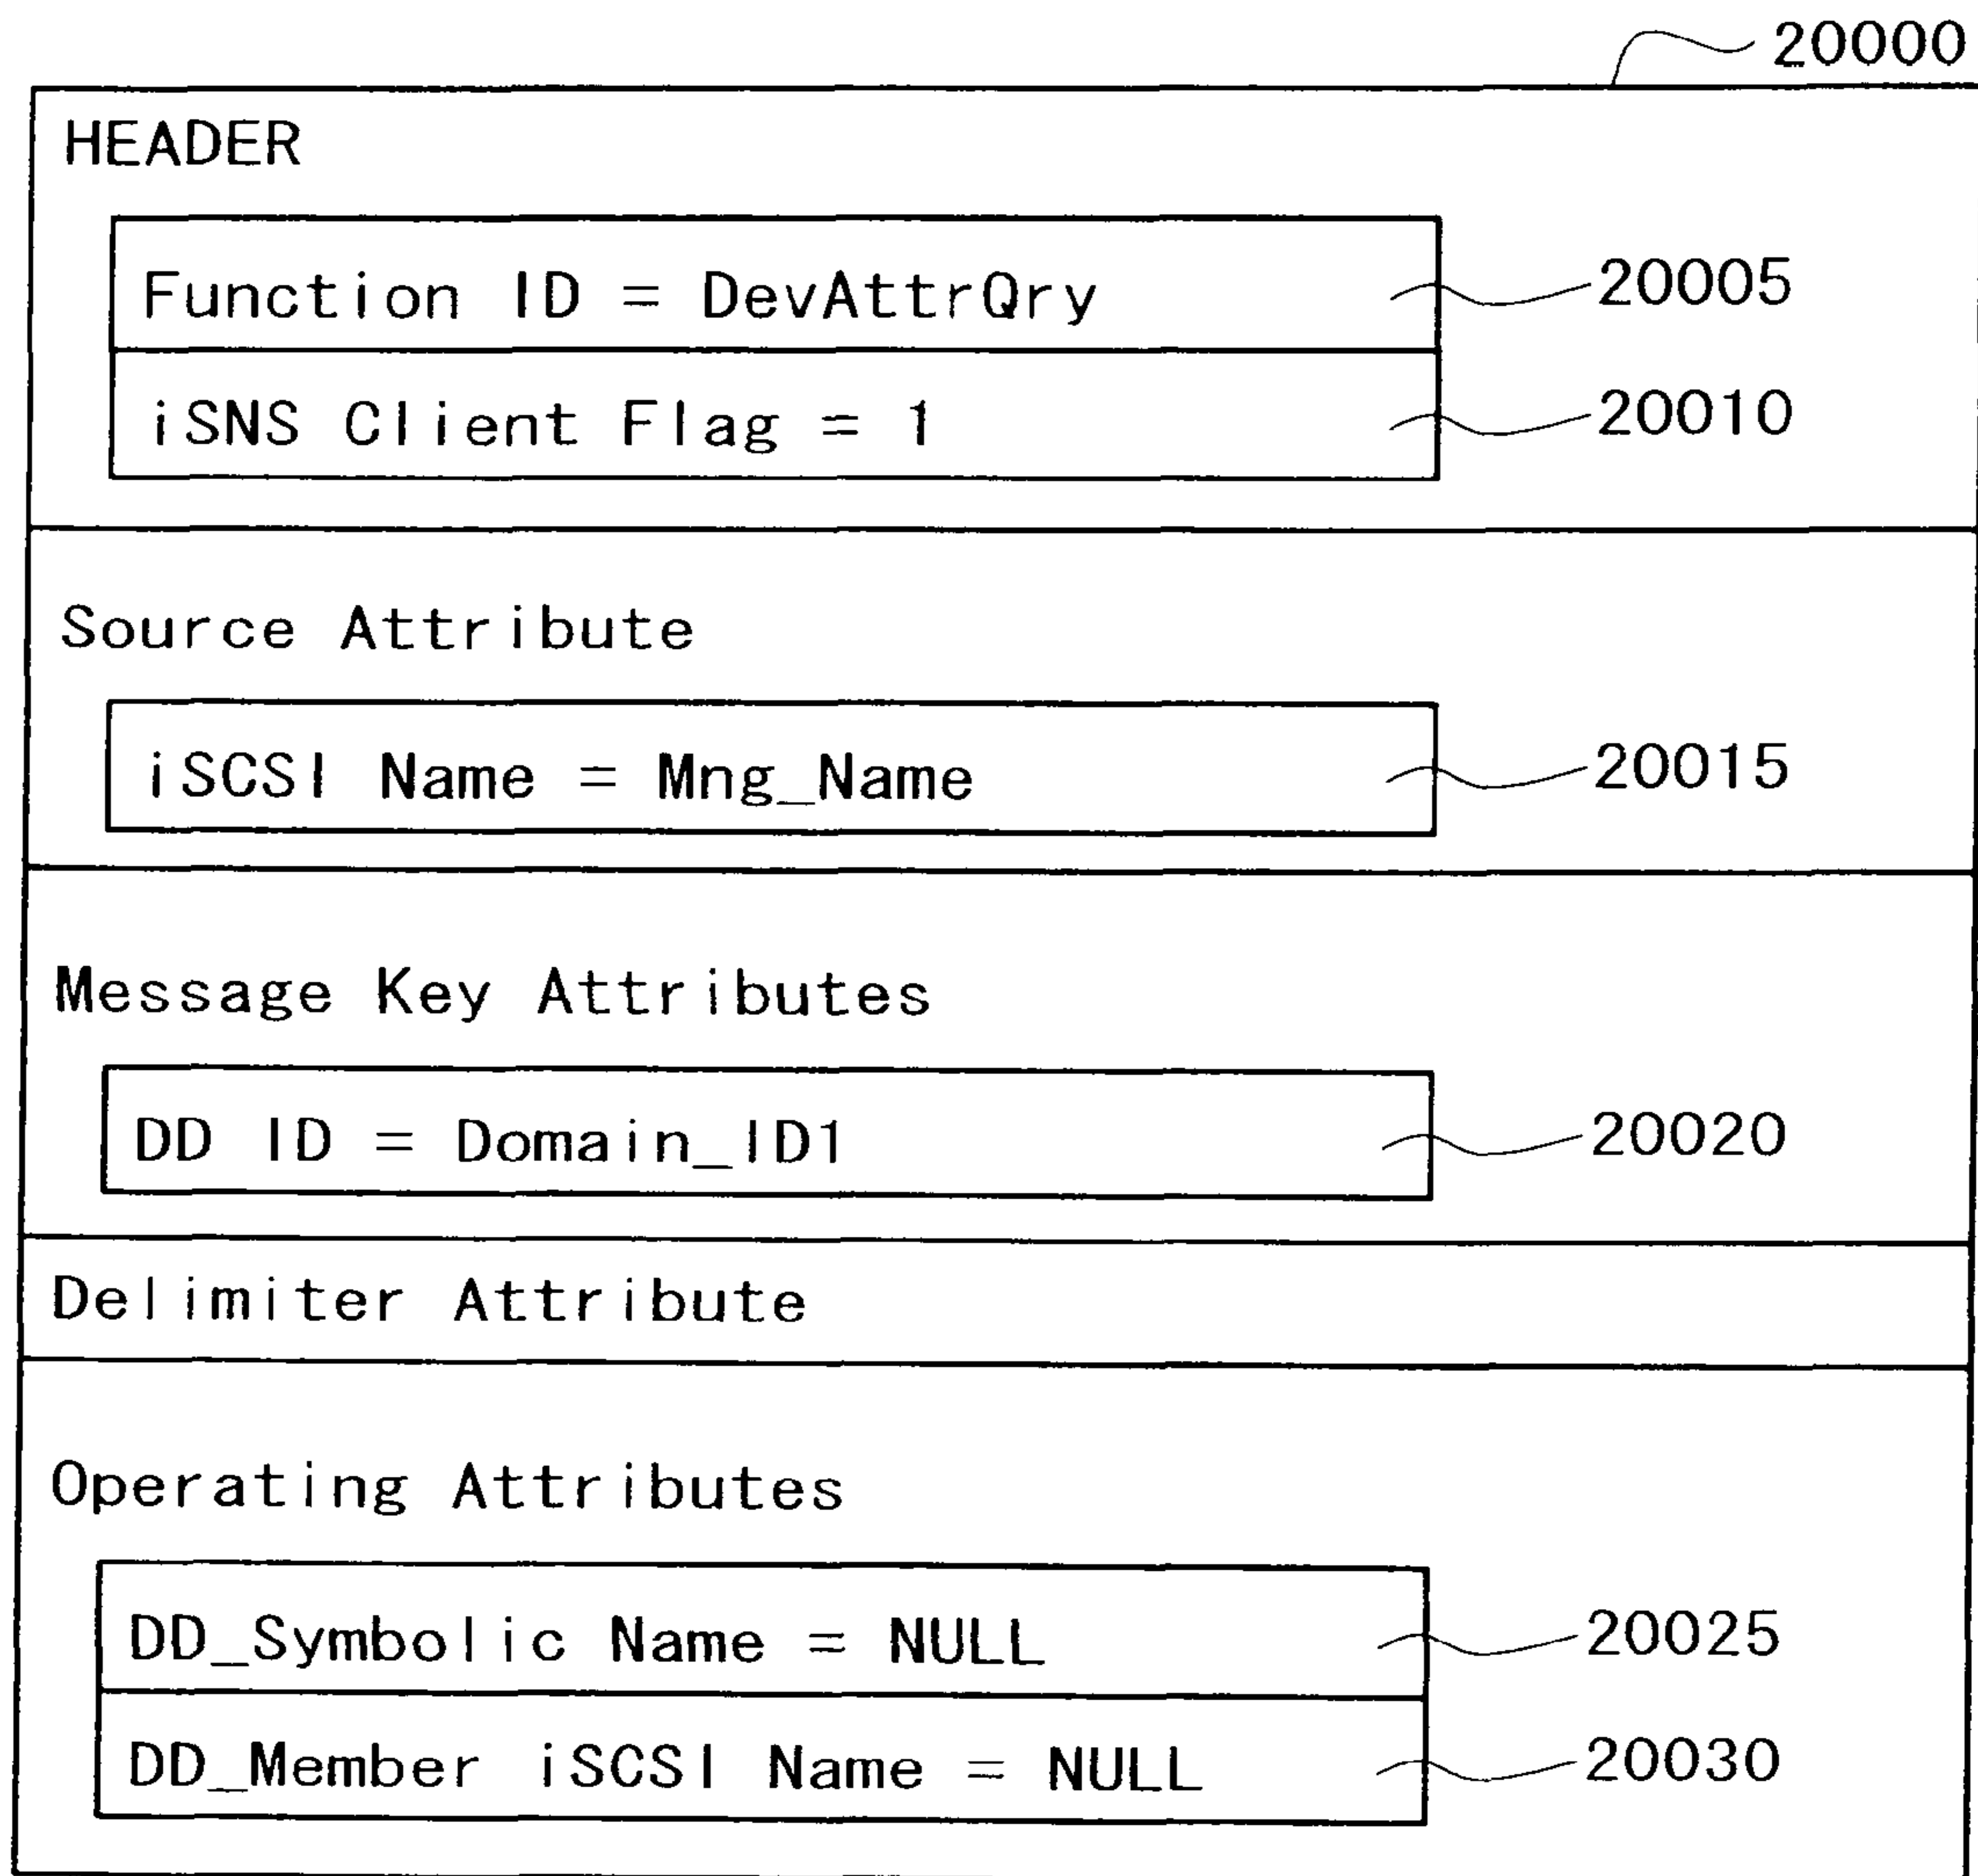 20000
HEADER
Function ID = DevAttrQry 20005
iSNS Client Flag = 1 20010
Source Attribute
iSCSI Name = Mng_Name 20015
Message Key Attributes
DD ID = Domain_ID1 20020
Delimiter Attribute
Operating Attributes
DD_Symbolic Name = NULL 20025
DD_Member iSCSI Name = NULL 20030